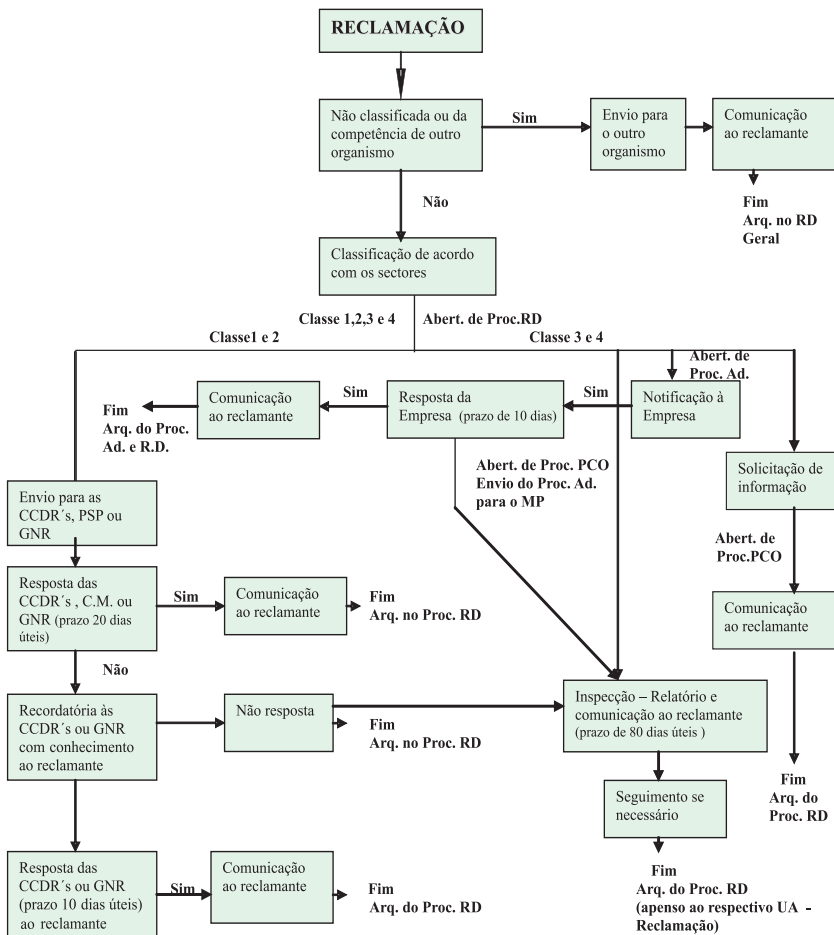 RECLAMAÇÃO
Não classificada ou da
competência de outro
organismo
Sim
Envio para
o outro
organismo
Comunicação
ao reclamante
Fim
Arq. no RD
Geral
Não
Classificação de acordo
com os sectores
Classe 1,2,3 e 4
Abert. de Proc.RD
Classe1 e 2
Classe 3 e 4
Abert. de
Proc. Ad.
Notificação à
Empresa
Sim
Resposta da
Empresa (prazo de 10 dias)
Sim
Comunicação
ao reclamante
Fim
Arq. do Proc.
Ad. e R.D.
Abert. de Proc. PCO
Envio do Proc. Ad.
para o MP
Solicitação de
informação
Abert. de
Proc.PCO
Comunicação
ao reclamante
Fim
Arq. do
Proc. RD
Envio para as
CCDR´s, PSP ou
GNR
Resposta das
CCDR´s , C.M. ou
GNR (prazo 20 dias
úteis)
Sim
Comunicação
ao reclamante
Fim
Arq. no Proc. RD
Não
Recordatória às
CCDR´s ou GNR
com conhecimento
ao reclamante
Não resposta
Fim
Arq. no Proc. RD
Inspecção – Relatório e
comunicação ao reclamante
(prazo de 80 dias úteis )
Seguimento se
necessário
Fim
Arq. do Proc. RD
(apenso ao respectivo UA -
Reclamação)
Resposta das
CCDR´s ou GNR
(prazo 10 dias úteis)
ao reclamante
Sim
Comunicação
ao reclamante
Fim
Arq. do Proc. RD